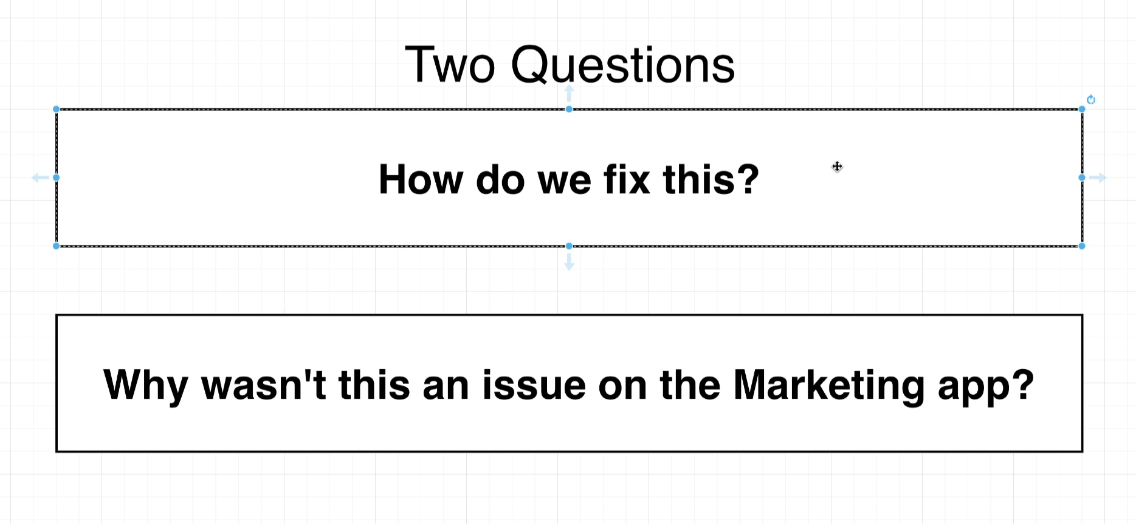 Two Questions
How do we fix this?
Why wasn't this an issue on the Marketing app?